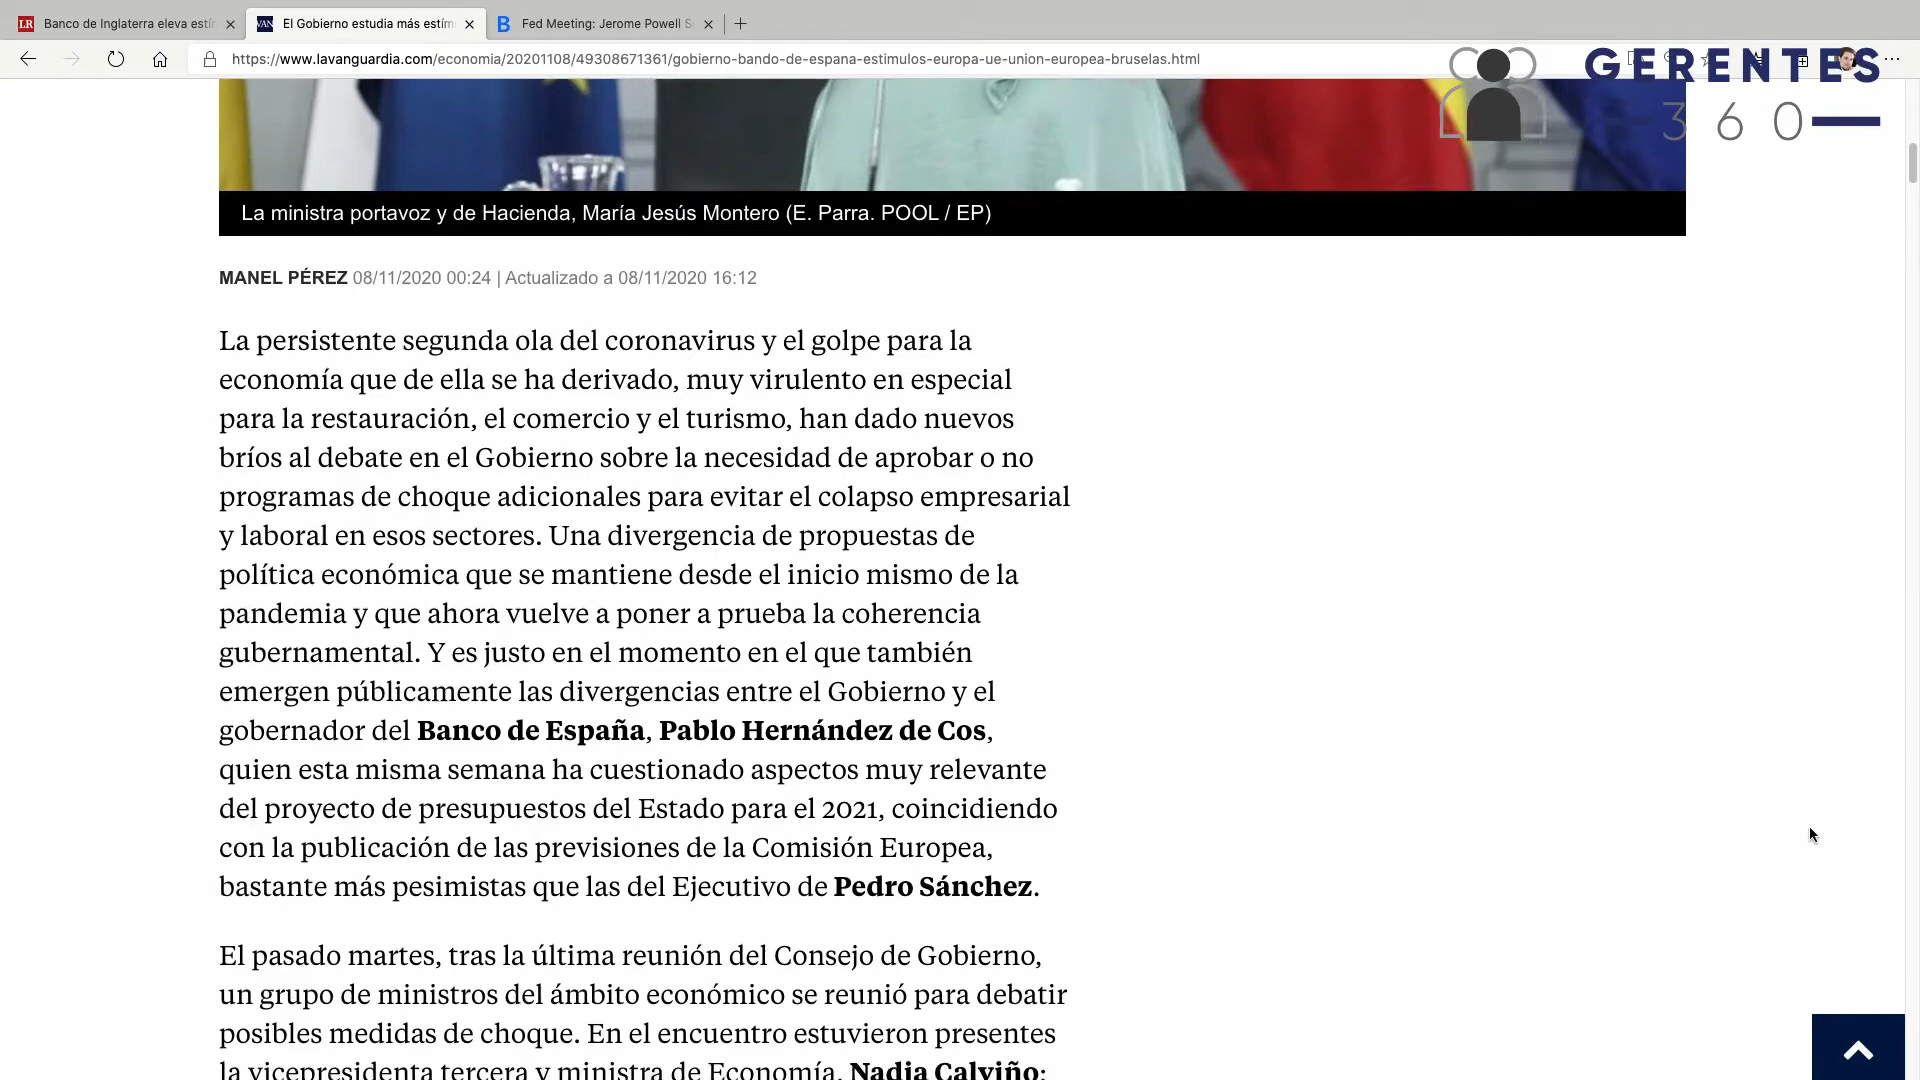 LR Banco de Inglaterra eleva estí
VAN El Gobierno estudia más estím
B Fed Meeting: Jerome Powell S
https://www.lavanguardia.com/economia/20201108/49308671361/gobierno-bando-de-espana-estimulos-europa-ue-union-europea-bruselas.html
GERENTES
360
La ministra portavoz y de Hacienda, María Jesús Montero (E. Parra. POOL / EP)
MANEL PÉREZ 08/11/2020 00:24 | Actualizado a 08/11/2020 16:12
La persistente segunda ola del coronavirus y el golpe para la
economía que de ella se ha derivado, muy virulento en especial
para la restauración, el comercio y el turismo, han dado nuevos
bríos al debate en el Gobierno sobre la necesidad de aprobar o no
programas de choque adicionales para evitar el colapso empresarial
y laboral en esos sectores. Una divergencia de propuestas de
política económica que se mantiene desde el inicio mismo de la
pandemia y que ahora vuelve a poner a prueba la coherencia
gubernamental. Y es justo en el momento en el que también
emergen públicamente las divergencias entre el Gobierno y el
gobernador del Banco de España, Pablo Hernández de Cos,
quien esta misma semana ha cuestionado aspectos muy relevante
del proyecto de presupuestos del Estado para el 2021, coincidiendo
con la publicación de las previsiones de la Comisión Europea,
bastante más pesimistas que las del Ejecutivo de Pedro Sánchez.
El pasado martes, tras la última reunión del Consejo de Gobierno,
un grupo de ministros del ámbito económico se reunió para debatir
posibles medidas de choque. En el encuentro estuvieron presentes
la vicepresidenta tercera y ministra de Economía, Nadia Calviño;